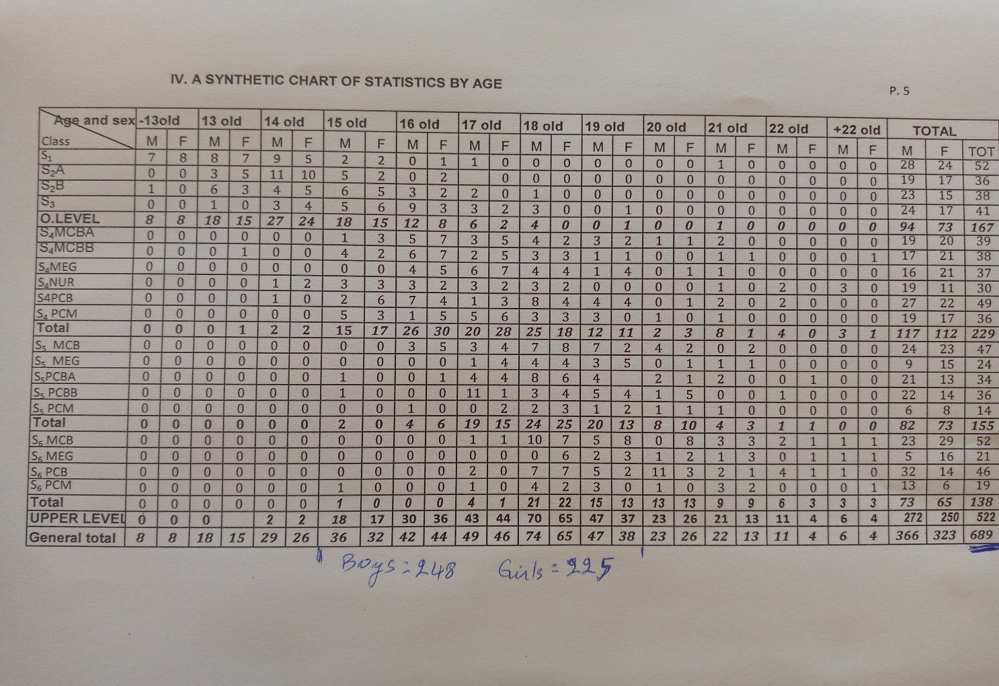 IV. A SYNTHETIC CHART OF STATISTICS BY AGE
P. 5
Age and sex -13old 13 old 14 old 15 old 16 old 17 old 18 old 19 old 20 old 21 old 22 old +22 old TOTAL
Class M F M F M F M F M F M F M F M F M F M F M F M F M F TOT
S₁ 7 8 8 7 9 5 2 2 0 1 1 0 0 0 0 0 0 0 1 0 0 0 0 0 28 24 52
S₂A 0 0 3 5 11 10 5 2 0 2 0 0 0 0 0 0 0 0 0 0 0 0 0 19 17 36
S₂B 1 0 6 3 4 5 6 5 3 2 2 0 1 0 0 0 0 0 0 0 0 0 0 0 23 15 38
S₃ 0 0 1 0 3 4 5 6 9 3 3 2 3 0 0 1 0 0 0 0 0 0 0 0 24 17 41
O.LEVEL 8 8 18 15 27 24 18 15 12 8 6 2 4 0 0 1 0 0 1 0 0 0 0 0 94 73 167
S₄MCBA 0 0 0 0 0 0 1 3 5 7 3 5 4 2 3 2 1 1 2 0 0 0 0 0 19 20 39
S₄MCBB 0 0 0 1 0 0 4 2 6 7 2 5 3 3 1 1 0 0 1 1 0 0 0 1 17 21 38
S₄MEG 0 0 0 0 0 0 0 0 4 5 6 7 4 4 1 4 0 1 1 0 0 0 0 0 16 21 37
S₄NUR 0 0 0 0 1 2 3 3 3 2 3 2 3 2 0 0 0 0 1 0 2 0 3 0 19 11 30
S4PCB 0 0 0 0 1 0 2 6 7 4 1 3 8 4 4 4 0 1 2 0 2 0 0 0 27 22 49
S₄ PCM 0 0 0 0 0 0 5 3 1 5 5 6 3 3 3 0 1 0 1 0 0 0 0 0 19 17 36
Total 0 0 0 1 2 2 15 17 26 30 20 28 25 18 12 11 2 3 8 1 4 0 3 1 117 112 229
S₅ MCB 0 0 0 0 0 0 0 0 3 5 3 4 7 8 7 2 4 2 0 2 0 0 0 0 24 23 47
S₅ MEG 0 0 0 0 0 0 0 0 0 0 1 4 4 4 3 5 0 1 1 1 0 0 0 0 9 15 24
S₅PCBA 0 0 0 0 0 0 1 0 0 1 4 4 8 6 4 2 1 2 0 0 1 0 0 21 13 34
S₅ PCBB 0 0 0 0 0 0 1 0 0 0 11 1 3 4 5 4 1 5 0 0 1 0 0 0 22 14 36
S₅ PCM 0 0 0 0 0 0 0 0 1 0 0 2 2 3 1 2 1 1 1 0 0 0 0 0 6 8 14
Total 0 0 0 0 0 0 2 0 4 6 19 15 24 25 20 13 8 10 4 3 1 1 0 0 82 73 155
S₆ MCB 0 0 0 0 0 0 0 0 0 0 1 1 10 7 5 8 0 8 3 3 2 1 1 1 23 29 52
S₆ MEG 0 0 0 0 0 0 0 0 0 0 0 0 0 6 2 3 1 2 1 3 0 1 1 1 5 16 21
S₆ PCB 0 0 0 0 0 0 0 0 0 0 2 0 7 7 5 2 11 3 2 1 4 1 1 0 32 14 46
S₆ PCM 0 0 0 0 0 0 1 0 0 0 1 0 4 2 3 0 1 0 3 2 0 0 0 1 13 6 19
Total 0 0 0 0 0 0 1 0 0 0 4 1 21 22 15 13 13 13 9 9 6 3 3 3 73 65 138
UPPER LEVEL 0 0 0 2 2 18 17 30 36 43 44 70 65 47 37 23 26 21 13 11 4 6 4 272 250 522
General total 8 8 18 15 29 26 36 32 42 44 49 46 74 65 47 38 23 26 22 13 11 4 6 4 366 323 689
Boys = 248 Girls = 225